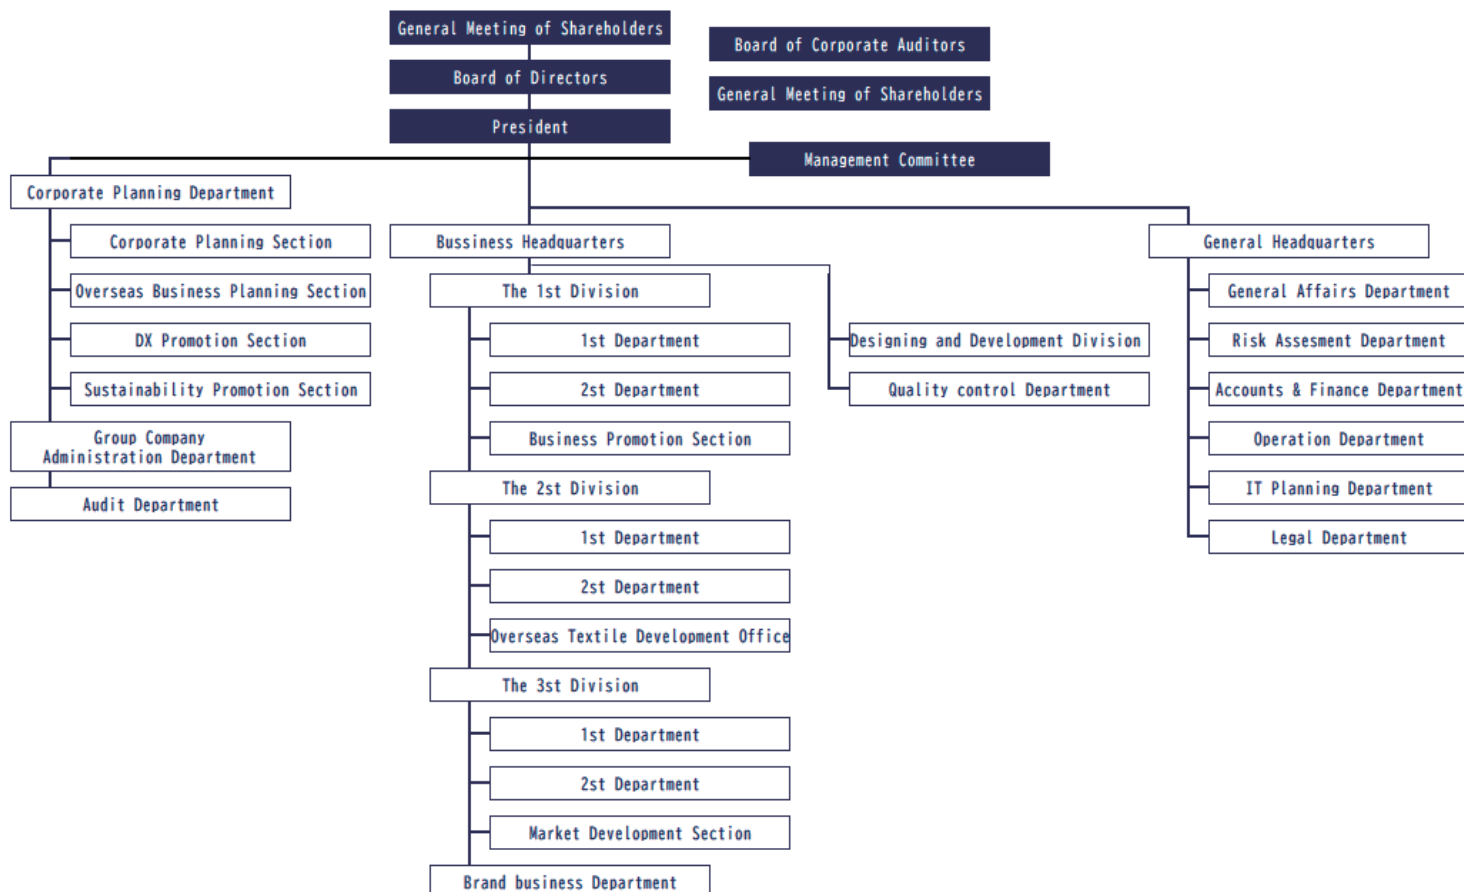 General Meeting of Shareholders
Board of Directors
President
Board of Corporate Auditors
General Meeting of Shareholders
Management Committee
Corporate Planning Department
Corporate Planning Section
Overseas Business Planning Section
DX Promotion Section
Sustainability Promotion Section
Group Company
Administration Department
Audit Department
Bussiness Headquarters
The 1st Division
1st Department
2st Department
Business Promotion Section
The 2st Division
1st Department
2st Department
Overseas Textile Development Office
The 3st Division
1st Department
2st Department
Market Development Section
Brand business Department
Designing and Development Division
Quality control Department
General Headquarters
General Affairs Department
Risk Assesment Department
Accounts & Finance Department
Operation Department
IT Planning Department
Legal Department